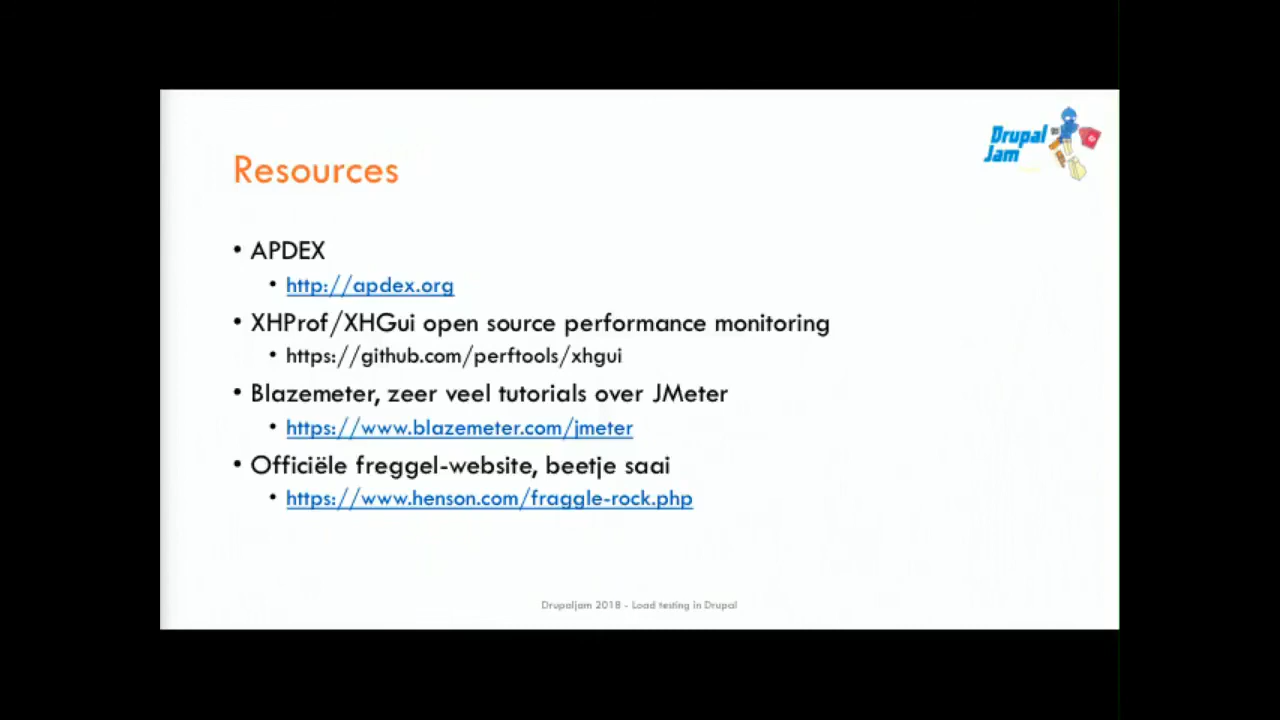 Drupal
Jam
Resources
• APDEX
• http://apdex.org
• XHProf/XHGui open source performance monitoring
• https://github.com/perftools/xhgui
• Blazemeter, zeer veel tutorials over JMeter
• https://www.blazemeter.com/jmeter
• Officiële freggel-website, beetje saai
• https://www.henson.com/fraggle-rock.php
Drupaljam 2018 - Load testing in Drupal